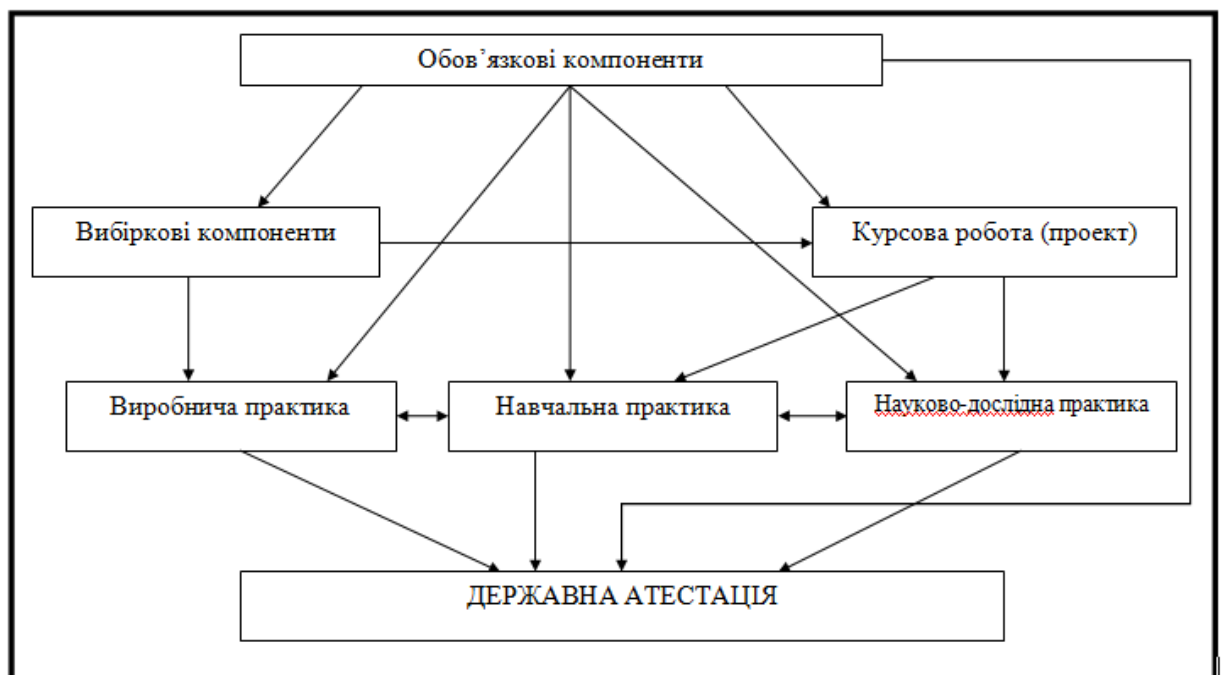 Обов’язкові компоненти
Вибіркові компоненти
Курсова робота (проект)
Виробнича практика
Навчальна практика
Науково-дослідна практика
ДЕРЖАВНА АТЕСТАЦІЯ